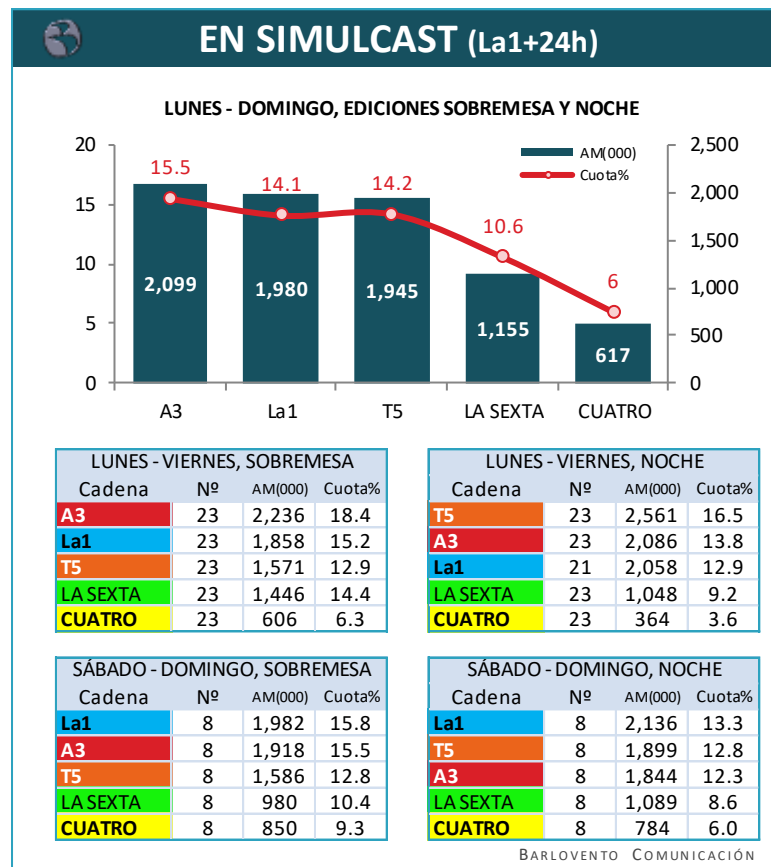 EN SIMULCAST (La1+24h)
LUNES - DOMINGO, EDICIONES SOBREMESA Y NOCHE
20 2,500
15 2,000
10 1,500
5 1,000
0 500
0
AM(000)
Cuota%
15.5 14.1 14.2 10.6 6
2,099 1,980 1,945 1,155 617
A3 La1 T5 LA SEXTA CUATRO
LUNES - VIERNES, SOBREMESA
Cadena Nº AM(000) Cuota%
A3 23 2,236 18.4
La1 23 1,858 15.2
T5 23 1,571 12.9
LA SEXTA 23 1,446 14.4
CUATRO 23 606 6.3
LUNES - VIERNES, NOCHE
Cadena Nº AM(000) Cuota%
T5 23 2,561 16.5
A3 23 2,086 13.8
La1 21 2,058 12.9
LA SEXTA 23 1,048 9.2
CUATRO 23 364 3.6
SÁBADO - DOMINGO, SOBREMESA
Cadena Nº AM(000) Cuota%
La1 8 1,982 15.8
A3 8 1,918 15.5
T5 8 1,586 12.8
LA SEXTA 8 980 10.4
CUATRO 8 850 9.3
SÁBADO - DOMINGO, NOCHE
Cadena Nº AM(000) Cuota%
La1 8 2,136 13.3
T5 8 1,899 12.8
A3 8 1,844 12.3
LA SEXTA 8 1,089 8.6
CUATRO 8 784 6.0
BARLOVENTO COMUNICACIÓN